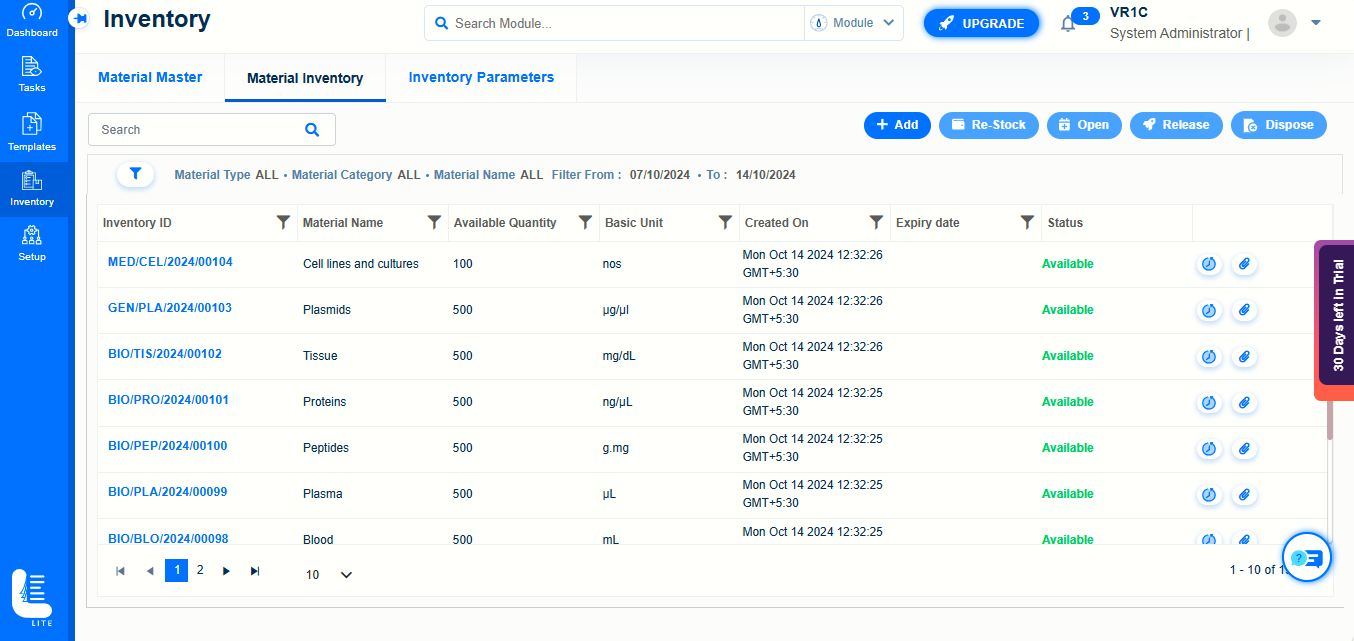 Dashboard
Tasks
Templates
Inventory
Setup
LITE
Inventory
Search Module...
Module
UPGRADE
3
VR1C
System Administrator |
Material Master
Material Inventory
Inventory Parameters
Search
+ Add
Re-Stock
Open
Release
Dispose
Material Type ALL • Material Category ALL • Material Name ALL Filter From : 07/10/2024 • To : 14/10/2024
Inventory ID Material Name Available Quantity Basic Unit Created On Expiry date Status
MED/CEL/2024/00104 Cell lines and cultures 100 nos Mon Oct 14 2024 12:32:26 GMT+5:30 Available
GEN/PLA/2024/00103 Plasmids 500 µg/µl Mon Oct 14 2024 12:32:26 GMT+5:30 Available
BIO/TIS/2024/00102 Tissue 500 mg/dL Mon Oct 14 2024 12:32:26 GMT+5:30 Available
BIO/PRO/2024/00101 Proteins 500 ng/µL Mon Oct 14 2024 12:32:26 GMT+5:30 Available
BIO/PEP/2024/00100 Peptides 500 g.mg Mon Oct 14 2024 12:32:25 GMT+5:30 Available
BIO/PLA/2024/00099 Plasma 500 µL Mon Oct 14 2024 12:32:25 GMT+5:30 Available
BIO/BLO/2024/00098 Blood 500 mL Mon Oct 14 2024 12:32:25 Available
30 Days left In Trial
1 2
10
1 - 10 of